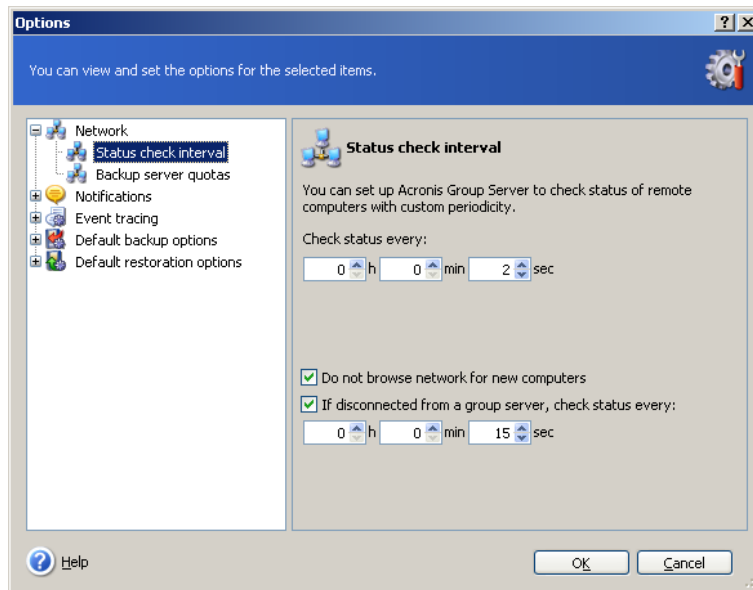 Options
You can view and set the options for the selected items.
Network
Status check interval
Backup server quotas
Notifications
Event tracing
Default backup options
Default restoration options
Status check interval
You can set up Acronis Group Server to check status of remote
computers with custom periodicity.
Check status every:
0 h 0 min 2 sec
Do not browse network for new computers
If disconnected from a group server, check status every:
0 h 0 min 15 sec
Help
OK
Cancel